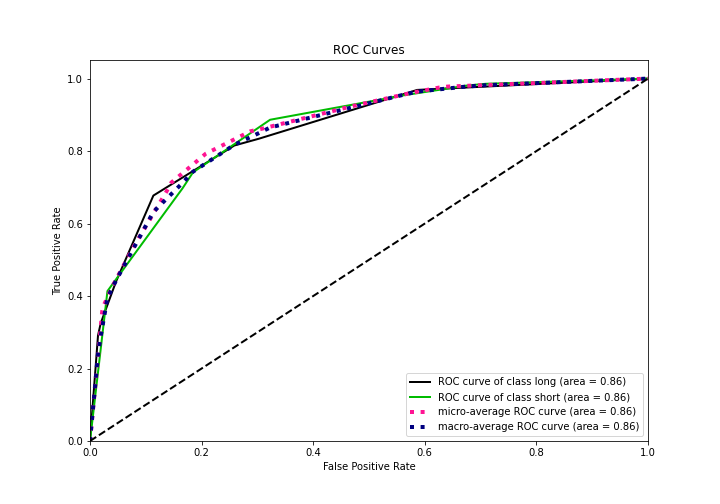 ROC Curves
1.0
0.8
0.6
0.4
0.2
0.0
True Positive Rate
0.0 0.2 0.4 0.6 0.8 1.0
False Positive Rate
ROC curve of class long (area = 0.86)
ROC curve of class short (area = 0.86)
micro-average ROC curve (area = 0.86)
macro-average ROC curve (area = 0.86)